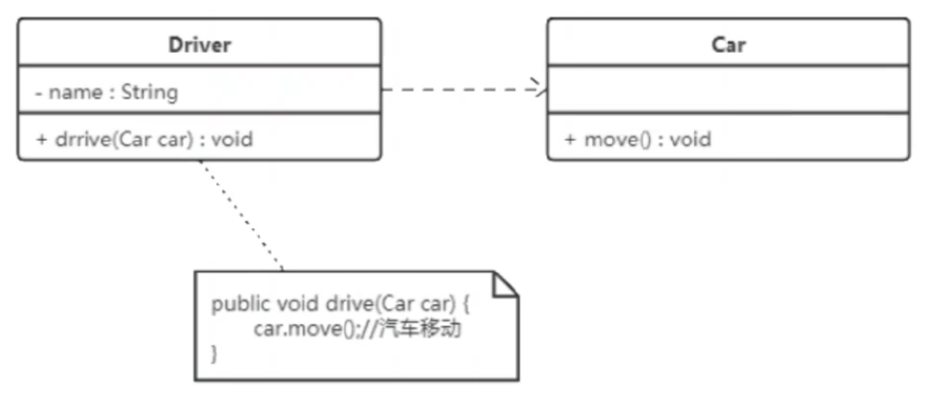 Driver
- name : String
+ drrive(Car car) : void
Car
+ move() : void
public void drive(Car car) {
car.move();//汽车移动
}